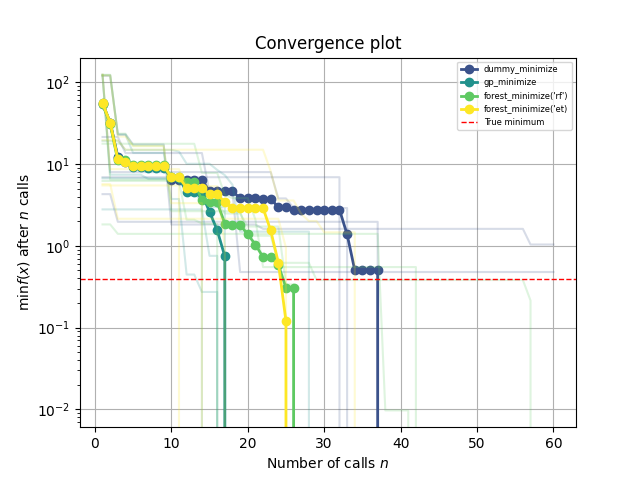 Convergence plot
min f(x) after n calls
10²
10¹
10⁰
10⁻¹
10⁻²
dummy_minimize
gp_minimize
forest_minimize('rf')
forest_minimize('et)
True minimum
0 10 20 30 40 50 60
Number of calls n